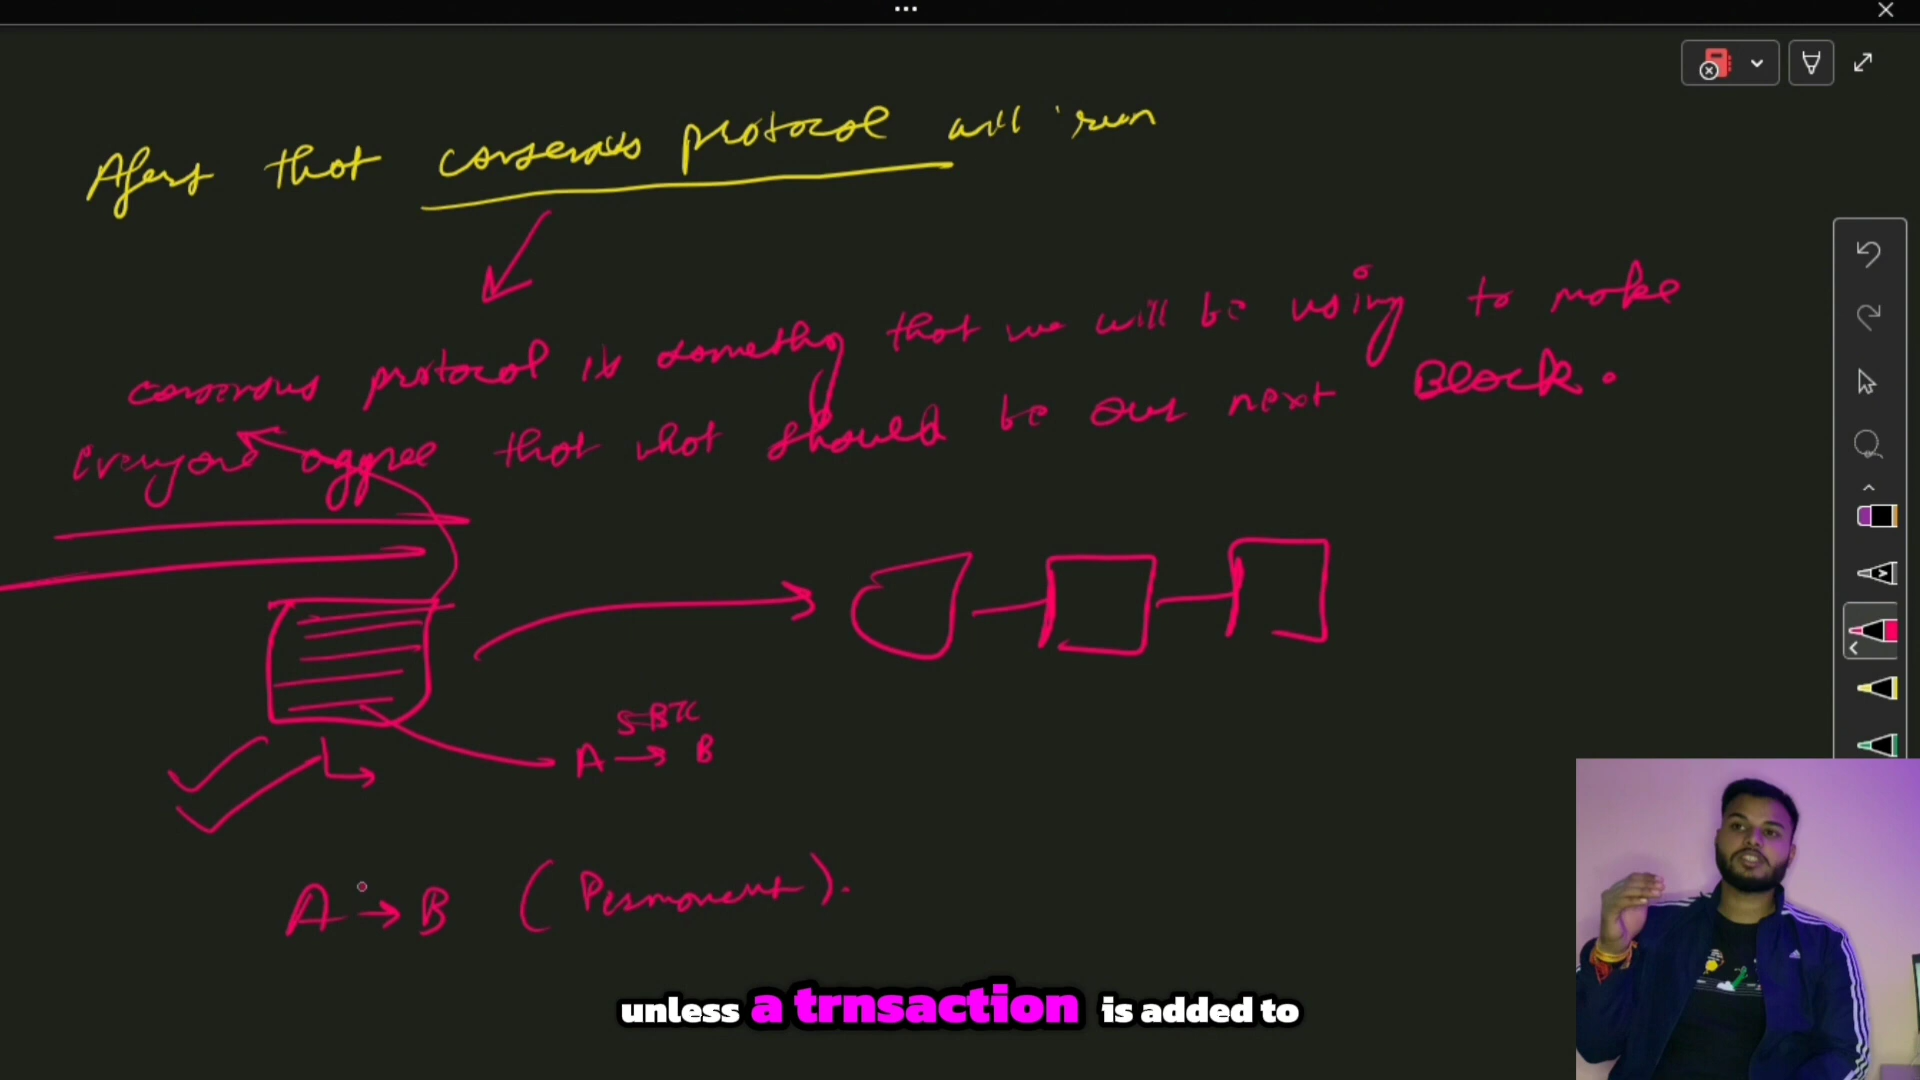 After that consensus protocol will run
consensus protocol is something that we will be using to make
everyone aggree that what should be our next Block.
5-BTC
A → B
A → B (Permanent).
unless a trnsaction is added to